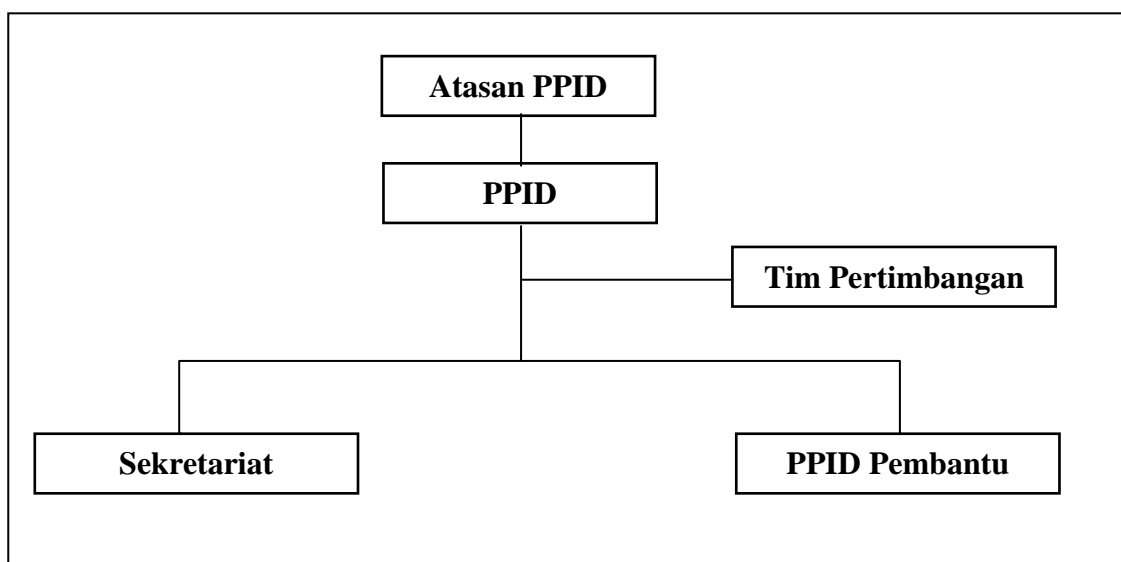 Atasan PPID
PPID
Tim Pertimbangan
Sekretariat
PPID Pembantu